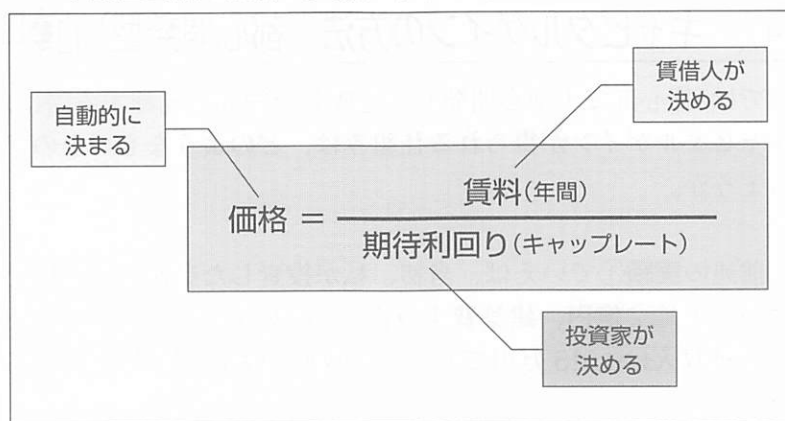 賃借人が
決める
自動的に
決まる
価格 = 賃料(年間)
期待利回り(キャップレート)
投資家が
決める